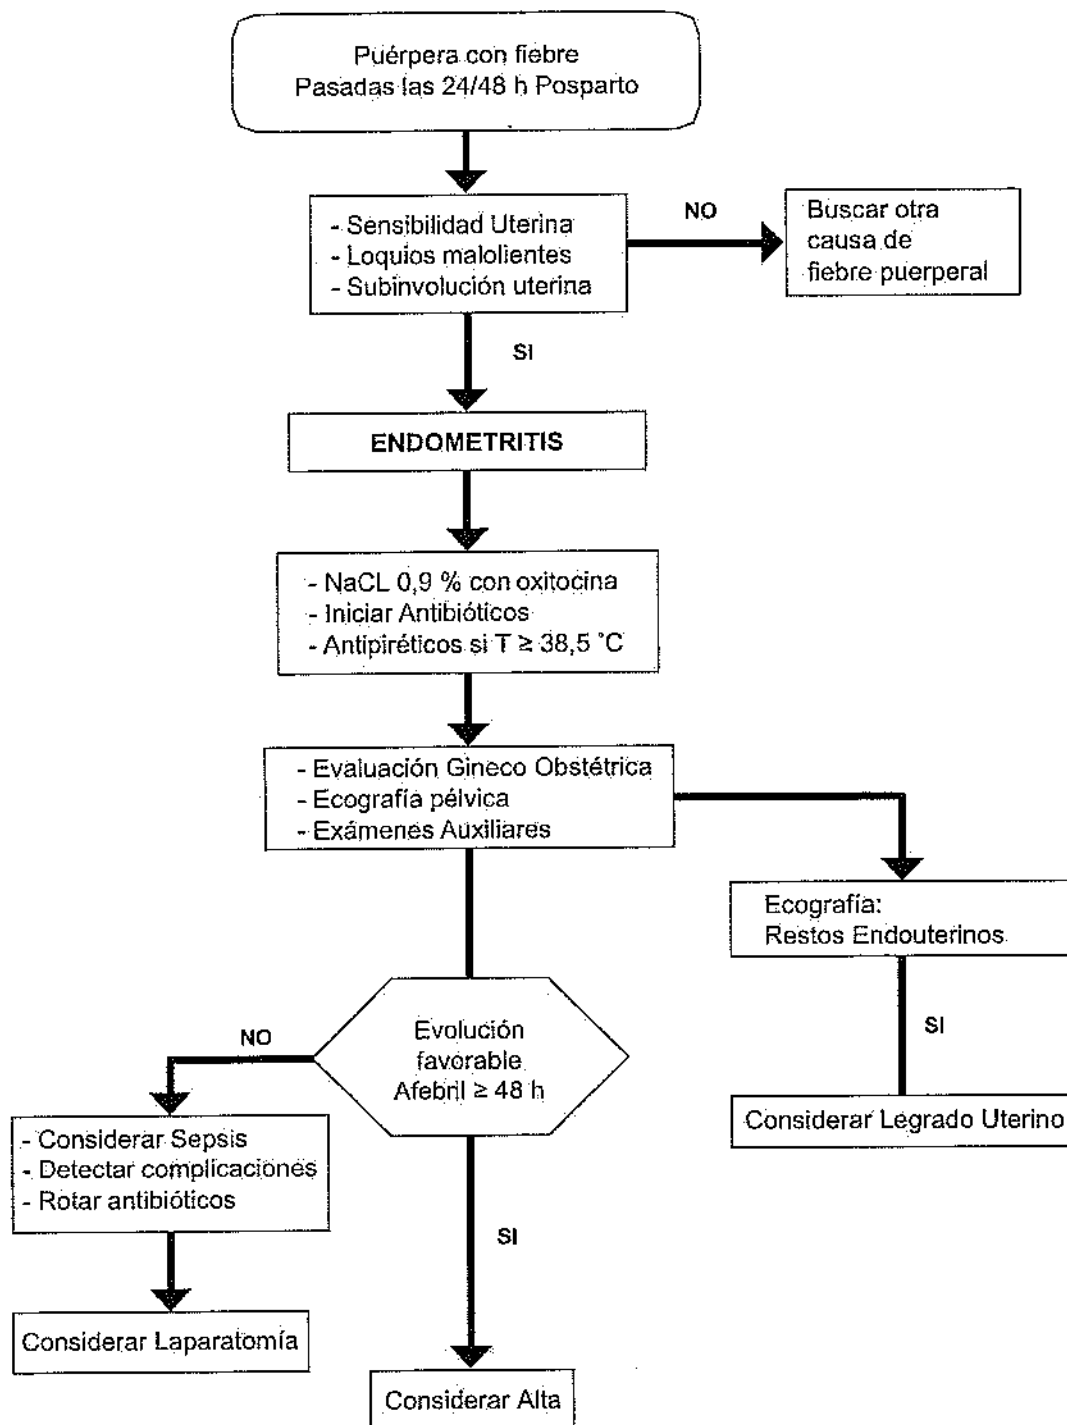 Puérpera con fiebre
Pasadas las 24/48 h Posparto
- Sensibilidad Uterina
- Loquios malolientes
- Subinvolución uterina
NO
Buscar otra
causa de
fiebre puerperal
SI
ENDOMETRITIS
- NaCL 0,9 % con oxitocina
- Iniciar Antibióticos
- Antipiréticos si T ≥ 38,5 °C
- Evaluación Gineco Obstétrica
- Ecografía pélvica
- Exámenes Auxiliares
Ecografía:
Restos Endouterinos
SI
Considerar Legrado Uterino
Evolución
favorable
Afebril ≥ 48 h
NO
- Considerar Sepsis
- Detectar complicaciones
- Rotar antibióticos
Considerar Laparatomía
SI
Considerar Alta